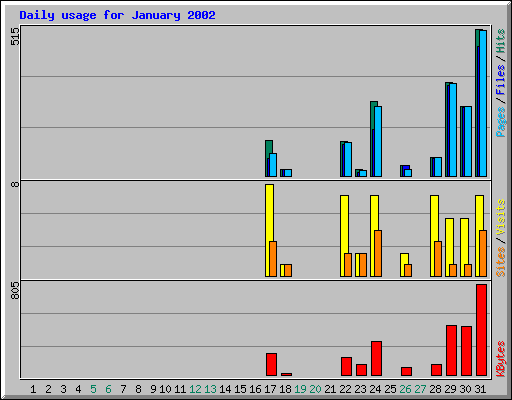 Daily usage for January 2002
515
Pages/Files/Hits
8
Sites/Visits
805
KBytes
1 2 3 4 5 6 7 8 9 10 11 12 13 14 15 16 17 18 19 20 21 22 23 24 25 26 27 28 29 30 31